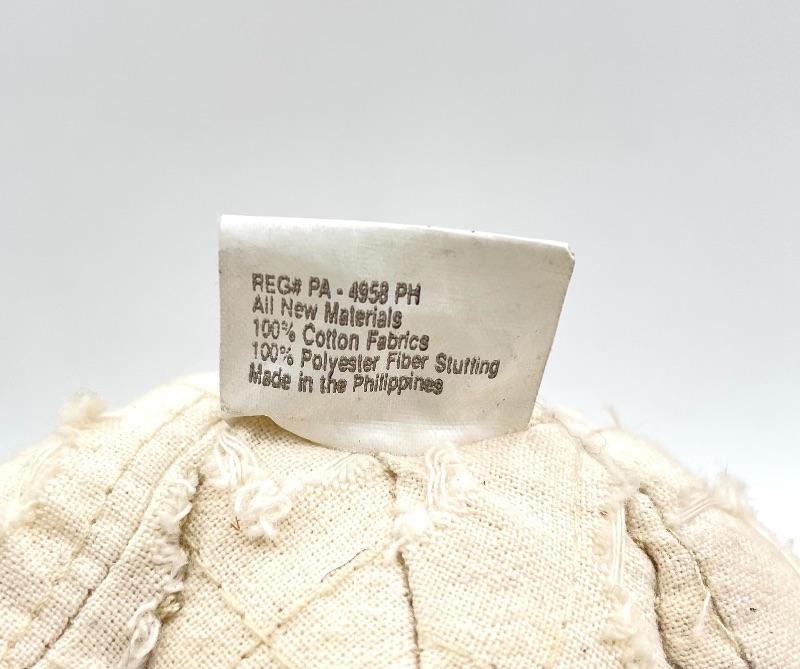 REG# PA - 4958 PH
All New Materials
100% Cotton Fabrics
100% Polyester Fiber Stuffing
Made in the Philippines